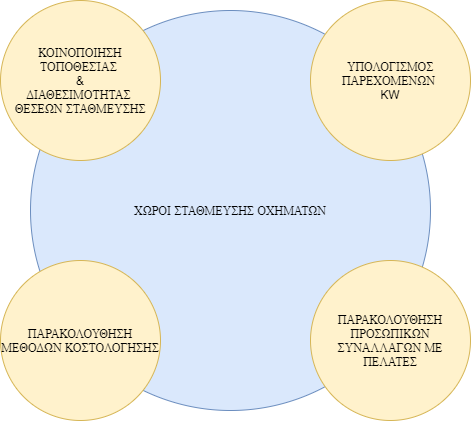 ΚΟΙΝΟΠΟΙΗΣΗ
ΤΟΠΟΘΕΣΙΑΣ
&
ΔΙΑΘΕΣΙΜΟΤΗΤΑΣ
ΘΕΣΕΩΝ ΣΤΑΘΜΕΥΣΗΣ
ΥΠΟΛΟΓΙΣΜΟΣ
ΠΑΡΕΧΟΜΕΝΩΝ
KW
ΧΩΡΟΙ ΣΤΑΘΜΕΥΣΗΣ ΟΧΗΜΑΤΩΝ
ΠΑΡΑΚΟΛΟΥΘΗΣΗ
ΜΕΘΟΔΩΝ ΚΟΣΤΟΛΟΓΗΣΗΣ
ΠΑΡΑΚΟΛΟΥΘΗΣΗ
ΠΡΟΣΩΠΙΚΩΝ
ΣΥΝΑΛΛΑΓΩΝ ΜΕ
ΠΕΛΑΤΕΣ